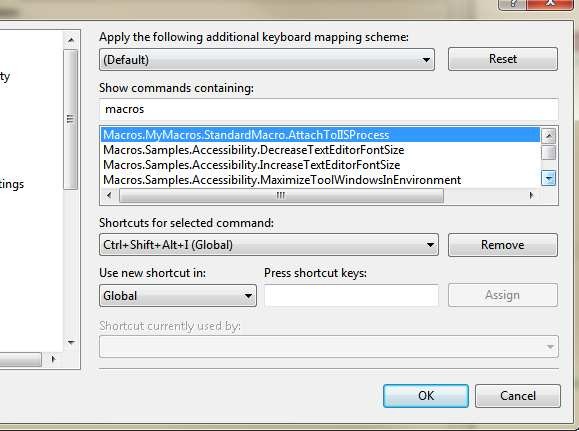 Apply the following additional keyboard mapping scheme:
(Default)
Reset
Show commands containing:
macros
Macros.MyMacros.StandardMacro.AttachToIISProcess
Macros.Samples.Accessibility.DecreaseTextEditorFontSize
Macros.Samples.Accessibility.IncreaseTextEditorFontSize
Macros.Samples.Accessibility.MaximizeToolWindowsInEnvironment
Shortcuts for selected command:
Ctrl+Shift+Alt+I (Global)
Remove
Use new shortcut in:
Press shortcut keys:
Global
Assign
Shortcut currently used by:
OK
Cancel
ty
tings